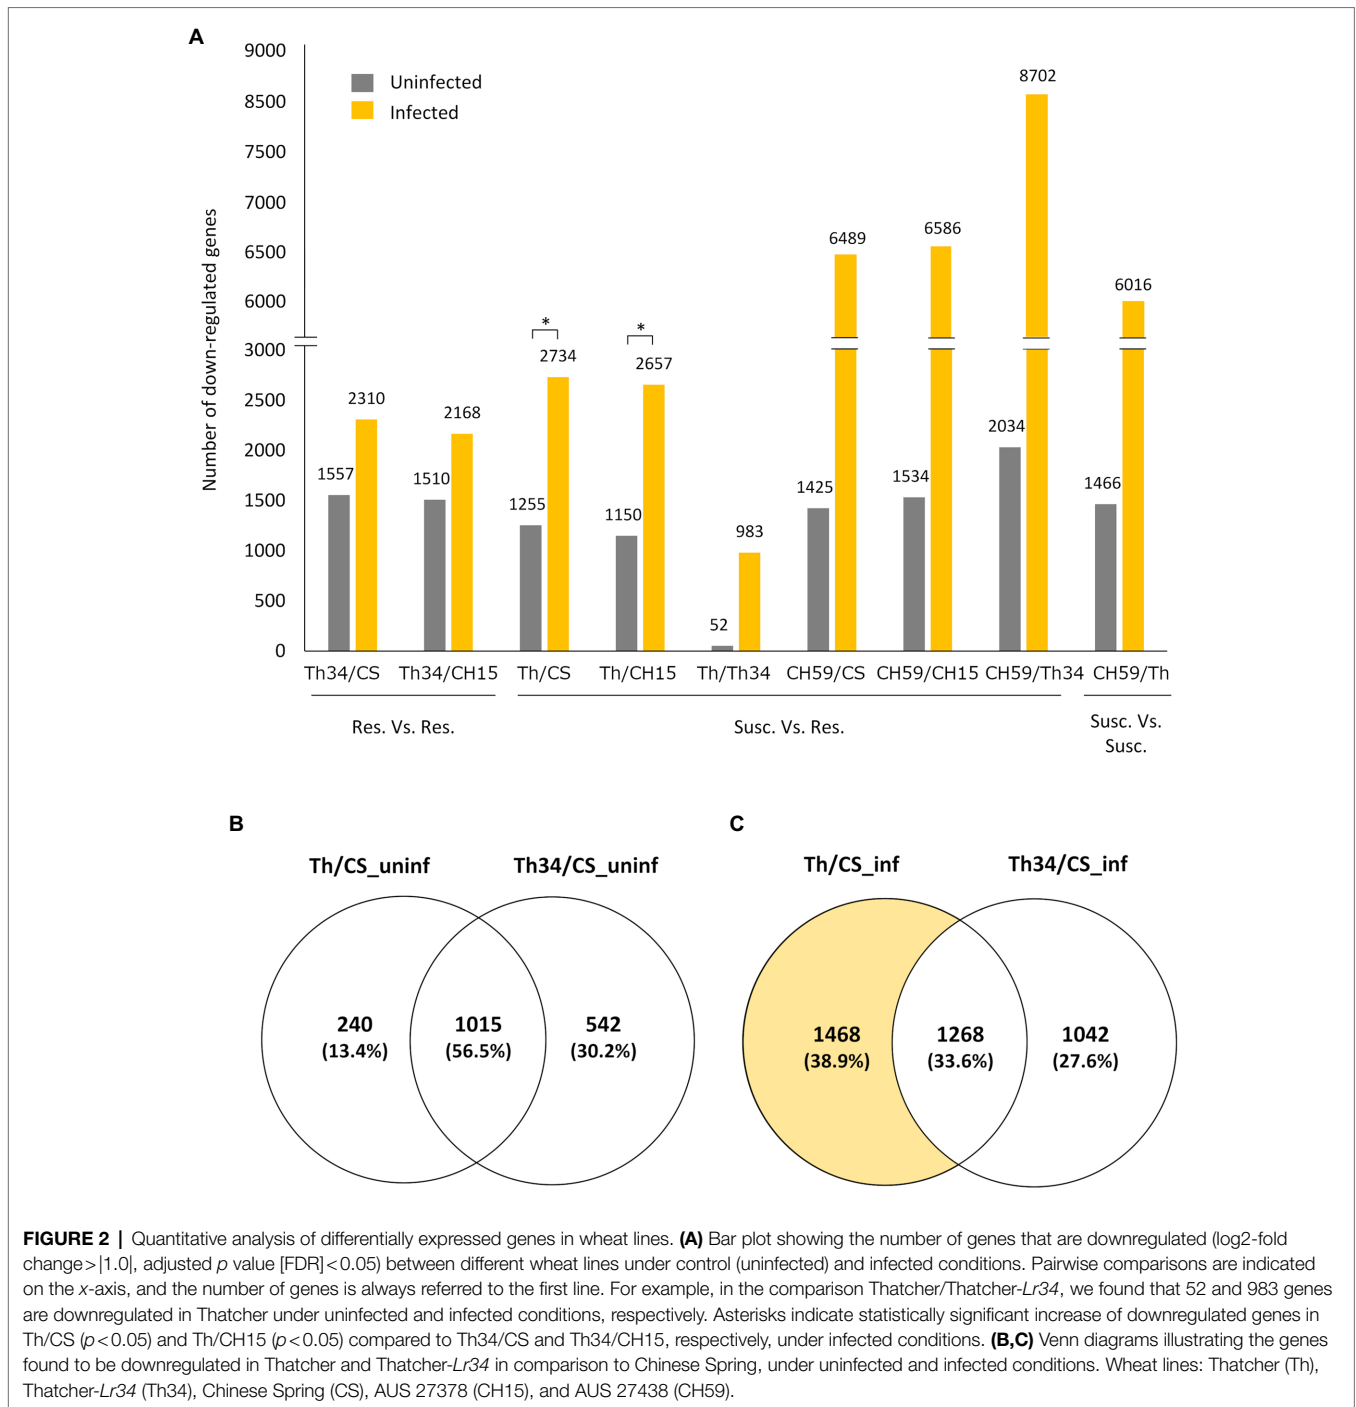 A
Number of down-regulated genes
9000
8500
7500
7000
6500
6000
3000
2500
2000
1500
1000
500
0
Uninfected
Infected
1557
2310
1510
2168
1255
*
2734
1150
*
2657
52
983
1425
6489
1534
6586
2034
8702
1466
6016
Th34/CS Th34/CH15 Th/CS Th/CH15 Th/Th34 CH59/CS CH59/CH15 CH59/Th34 CH59/Th
Res. Vs. Res.
Susc. Vs. Res.
Susc. Vs.
Susc.
B
Th/CS_uninf Th34/CS_uninf
240 1015 542
(13.4%) (56.5%) (30.2%)
C
Th/CS_inf Th34/CS_inf
1468 1268 1042
(38.9%) (33.6%) (27.6%)
FIGURE 2 | Quantitative analysis of differentially expressed genes in wheat lines. (A) Bar plot showing the number of genes that are downregulated (log2-fold
change>|1.0|, adjusted p value [FDR]<0.05) between different wheat lines under control (uninfected) and infected conditions. Pairwise comparisons are indicated
on the x-axis, and the number of genes is always referred to the first line. For example, in the comparison Thatcher/Thatcher-Lr34, we found that 52 and 983 genes
are downregulated in Thatcher under uninfected and infected conditions, respectively. Asterisks indicate statistically significant increase of downregulated genes in
Th/CS (p<0.05) and Th/CH15 (p<0.05) compared to Th34/CS and Th34/CH15, respectively, under infected conditions. (B,C) Venn diagrams illustrating the genes
found to be downregulated in Thatcher and Thatcher-Lr34 in comparison to Chinese Spring, under uninfected and infected conditions. Wheat lines: Thatcher (Th),
Thatcher-Lr34 (Th34), Chinese Spring (CS), AUS 27378 (CH15), and AUS 27438 (CH59).